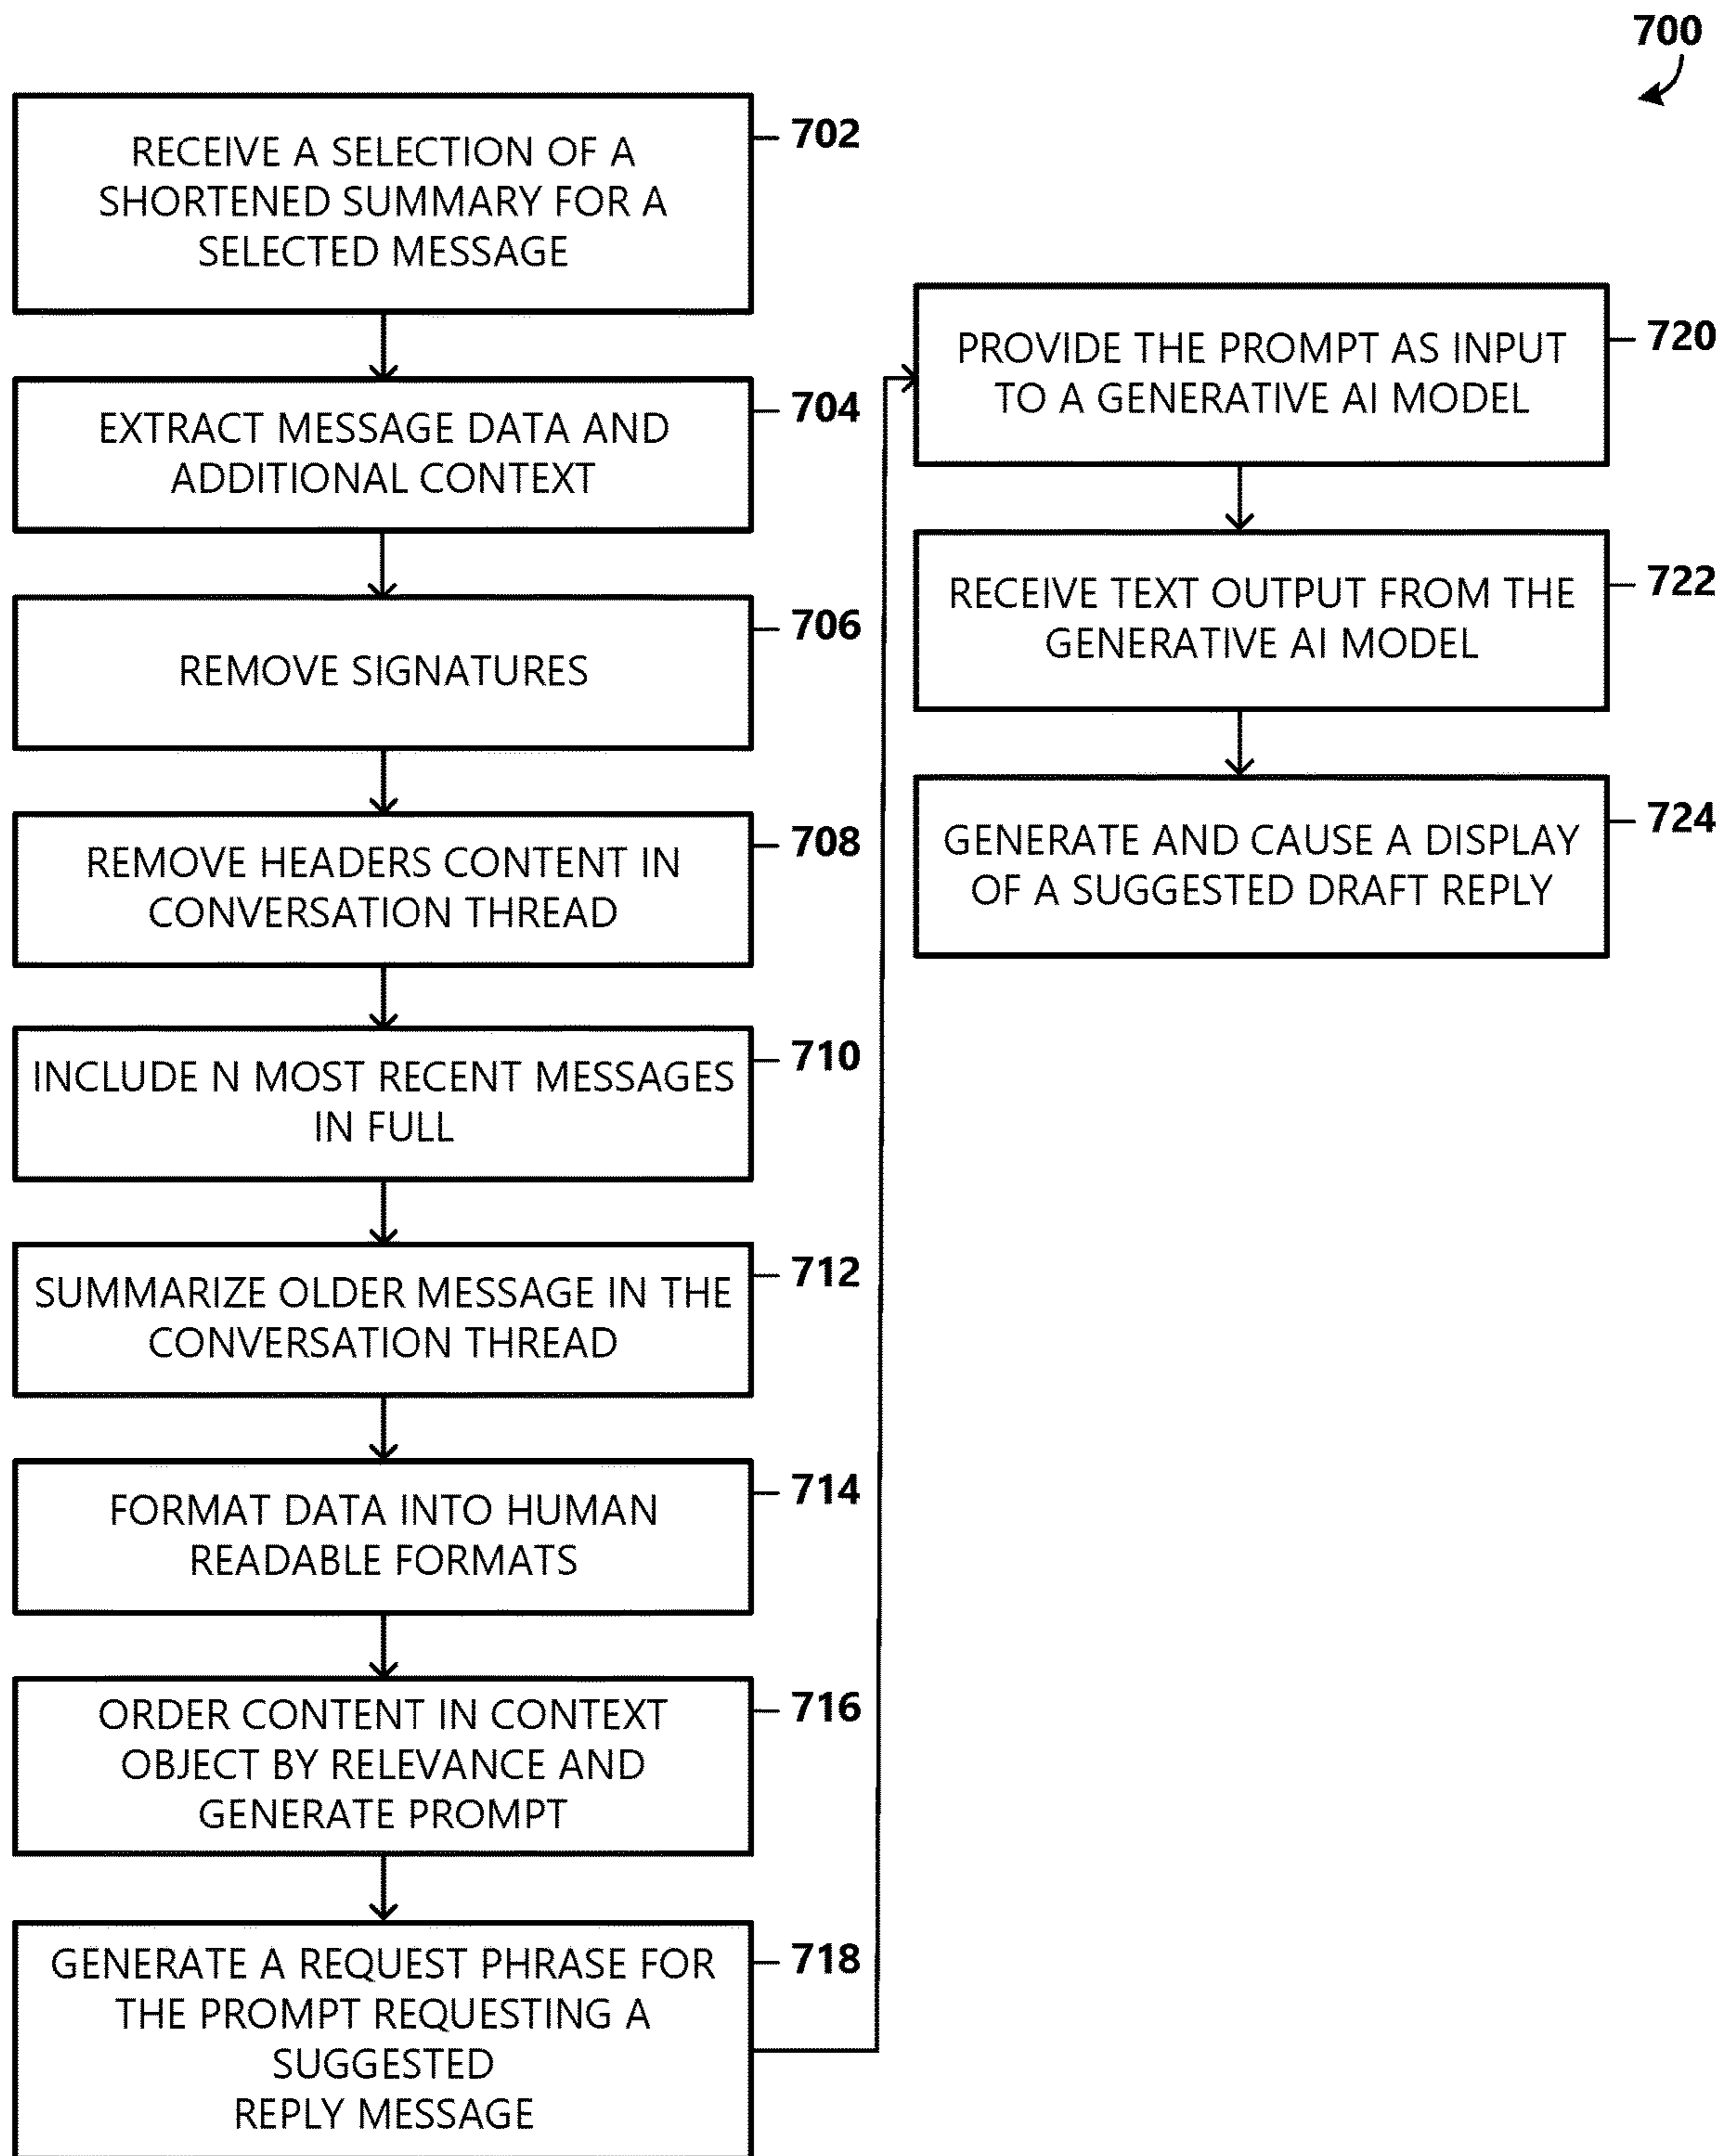 700
RECEIVE A SELECTION OF A
SHORTENED SUMMARY FOR A
SELECTED MESSAGE
702
EXTRACT MESSAGE DATA AND
ADDITIONAL CONTEXT
704
REMOVE SIGNATURES
706
REMOVE HEADERS CONTENT IN
CONVERSATION THREAD
708
INCLUDE N MOST RECENT MESSAGES
IN FULL
710
SUMMARIZE OLDER MESSAGE IN THE
CONVERSATION THREAD
712
FORMAT DATA INTO HUMAN
READABLE FORMATS
714
ORDER CONTENT IN CONTEXT
OBJECT BY RELEVANCE AND
GENERATE PROMPT
716
GENERATE A REQUEST PHRASE FOR
THE PROMPT REQUESTING A
SUGGESTED
REPLY MESSAGE
718
PROVIDE THE PROMPT AS INPUT
TO A GENERATIVE AI MODEL
720
RECEIVE TEXT OUTPUT FROM THE
GENERATIVE AI MODEL
722
GENERATE AND CAUSE A DISPLAY
OF A SUGGESTED DRAFT REPLY
724